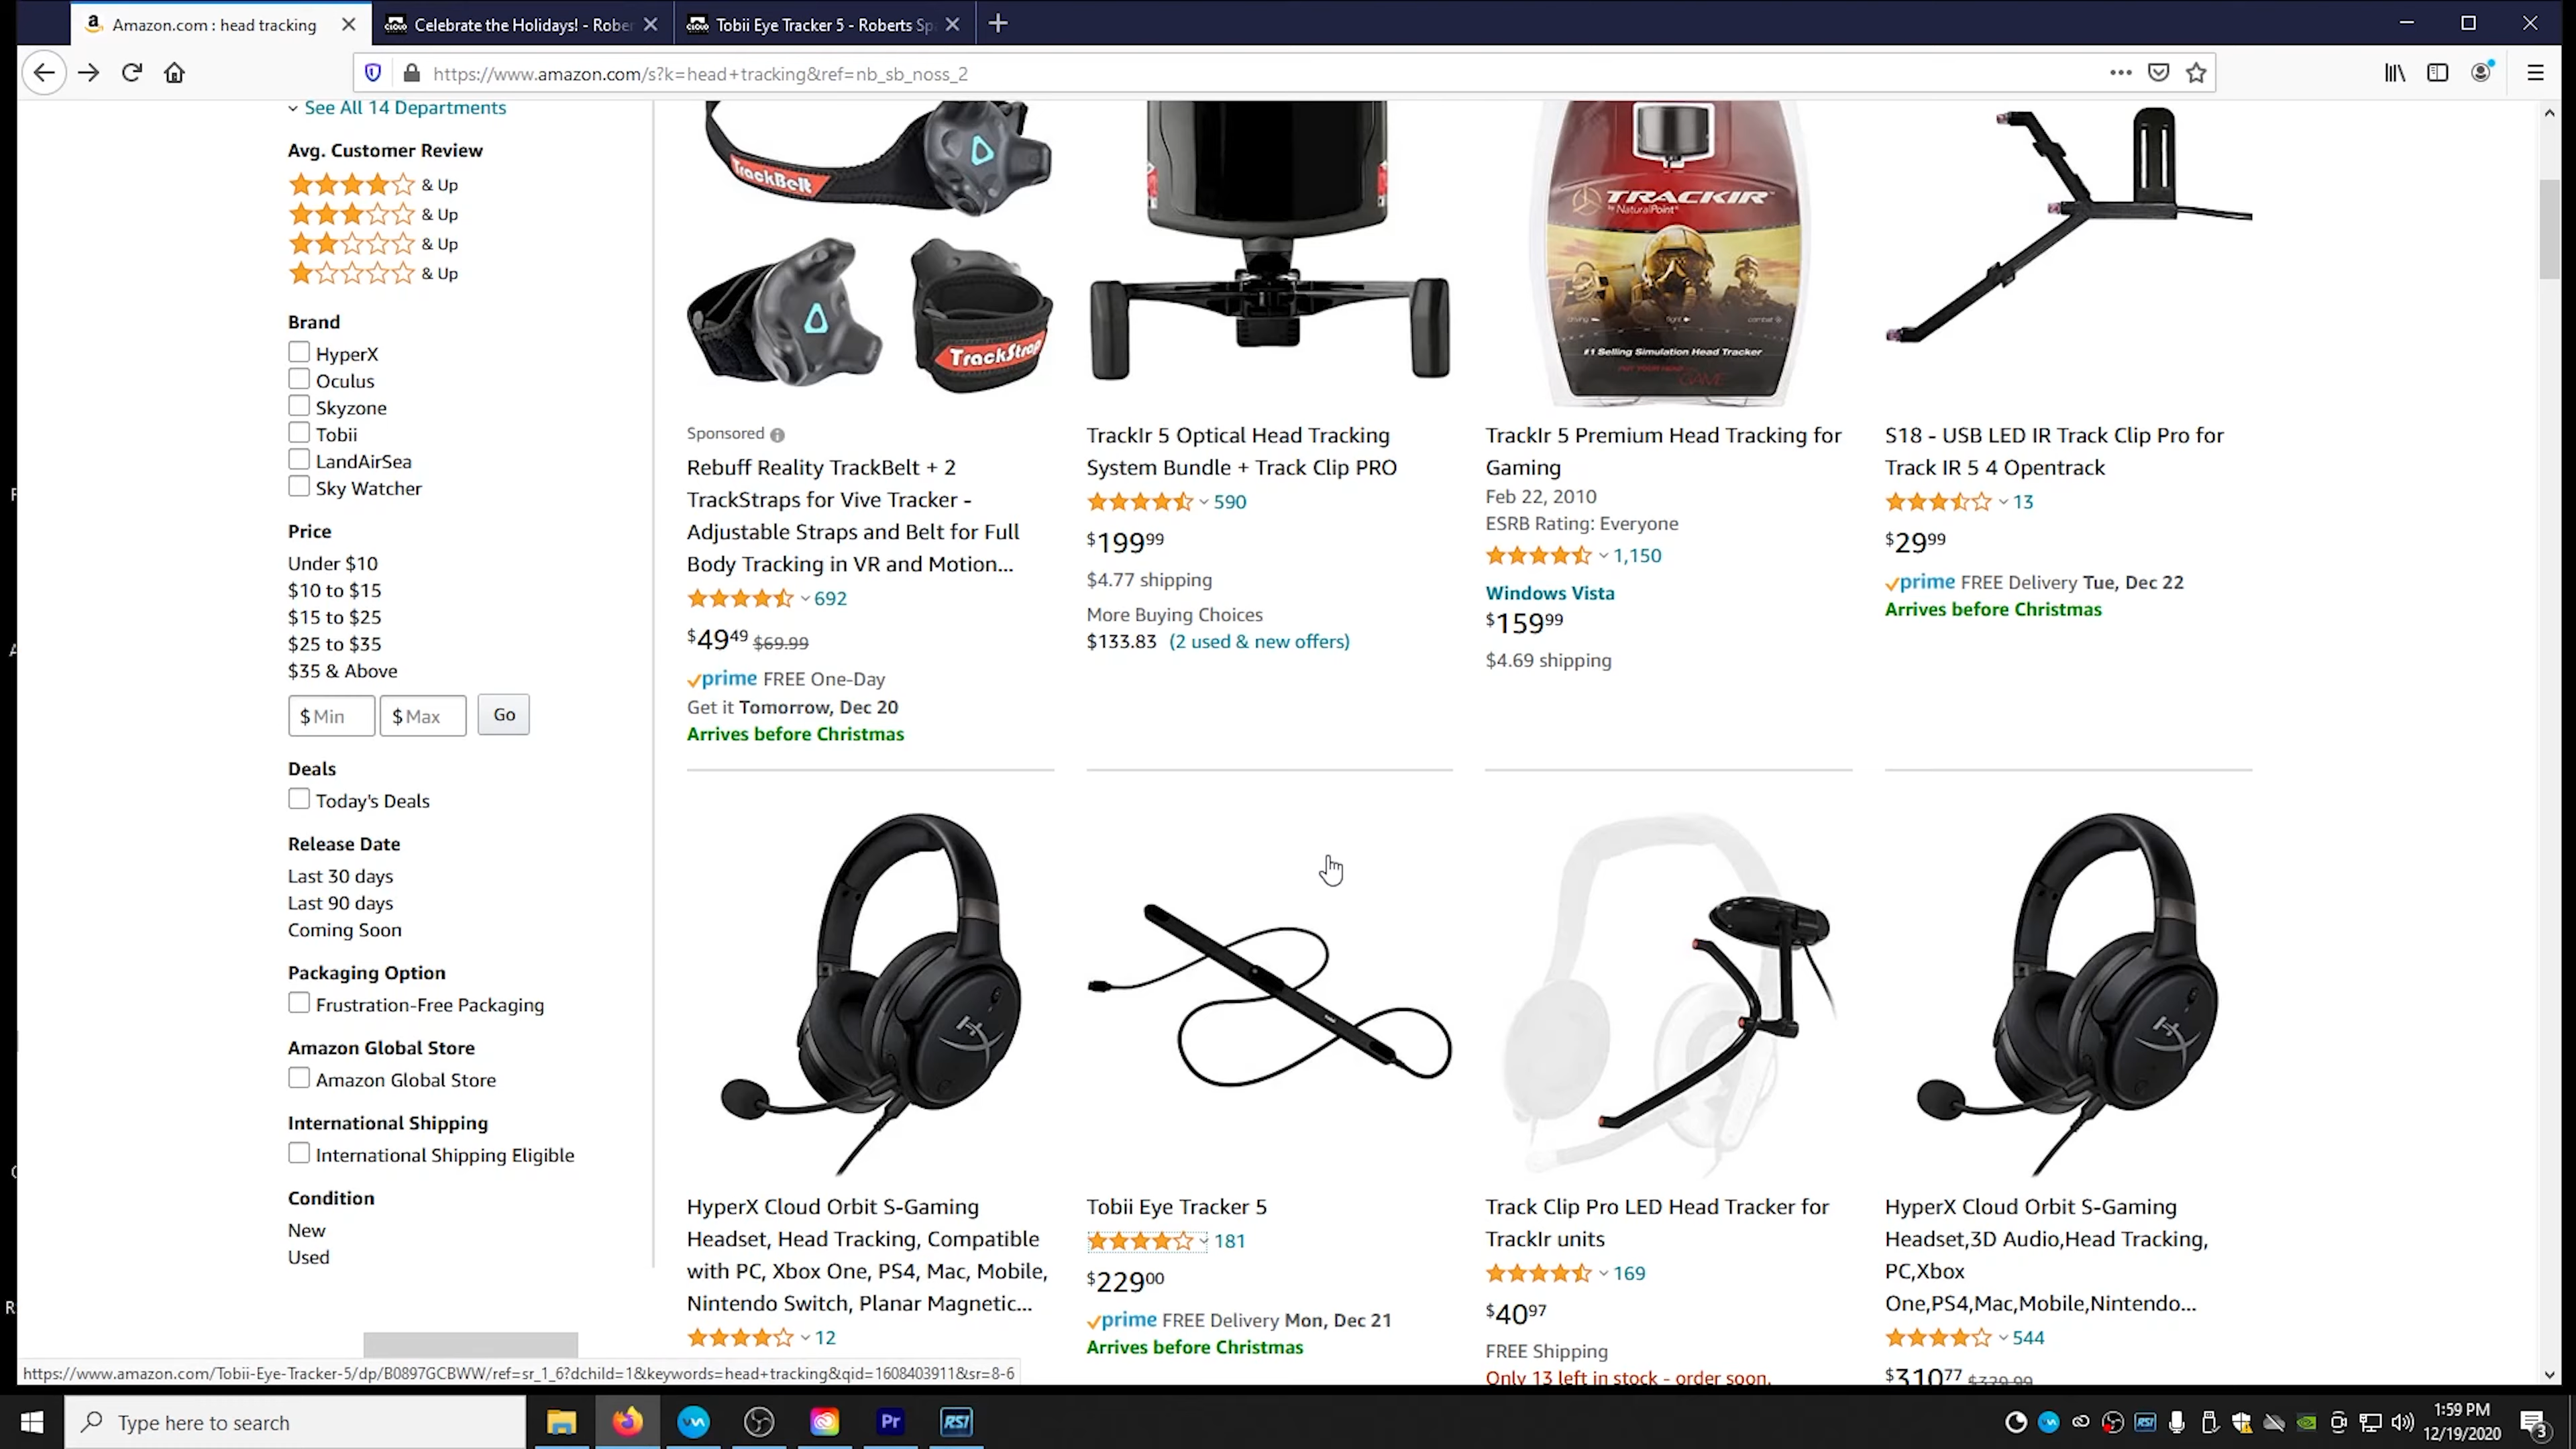 Amazon.com : head tracking
Celebrate the Holidays! - Rober
Tobii Eye Tracker 5 - Roberts Sp
https://www.amazon.com/s?k=head+tracking&ref=nb_sb_noss_2
See All 14 Departments
Avg. Customer Review
& Up
& Up
& Up
& Up
Brand
HyperX
Oculus
Skyzone
Tobii
LandAirSea
Sky Watcher
Price
Under $10
$10 to $15
$15 to $25
$25 to $35
$35 & Above
$ Min
$ Max
Go
Deals
Today's Deals
Release Date
Last 30 days
Last 90 days
Coming Soon
Packaging Option
Frustration-Free Packaging
Amazon Global Store
Amazon Global Store
International Shipping
International Shipping Eligible
Condition
New
Used
TrackBelt
TrackStrap
Sponsored
Rebuff Reality TrackBelt + 2
TrackStraps for Vive Tracker -
Adjustable Straps and Belt for Full
Body Tracking in VR and Motion...
692
$49.49 $69.99
prime FREE One-Day
Get it Tomorrow, Dec 20
Arrives before Christmas
TrackIr 5 Optical Head Tracking
System Bundle + Track Clip PRO
590
$199.99
$4.77 shipping
More Buying Choices
$133.83 (2 used & new offers)
TRACKIR
by NaturalPoint
#1 Selling Simulation Head Tracker
TrackIr 5 Premium Head Tracking for
Gaming
Feb 22, 2010
ESRB Rating: Everyone
1,150
Windows Vista
$159.99
$4.69 shipping
S18 - USB LED IR Track Clip Pro for
Track IR 5 4 Opentrack
13
$29.99
prime FREE Delivery Tue, Dec 22
Arrives before Christmas
HyperX Cloud Orbit S-Gaming
Headset, Head Tracking, Compatible
with PC, Xbox One, PS4, Mac, Mobile,
Nintendo Switch, Planar Magnetic...
12
Tobii Eye Tracker 5
181
$229.00
prime FREE Delivery Mon, Dec 21
Arrives before Christmas
Track Clip Pro LED Head Tracker for
TrackIr units
169
$40.97
FREE Shipping
Only 13 left in stock - order soon.
HyperX Cloud Orbit S-Gaming
Headset,3D Audio,Head Tracking,
PC,Xbox
One,PS4,Mac,Mobile,Nintendo...
544
$310.77 $329.99
https://www.amazon.com/Tobii-Eye-Tracker-5/dp/B0897GCBWW/ref=sr_1_6?dchild=1&keywords=head+tracking&qid=1608403911&sr=8-6
Type here to search
Pr
RSI
1:59 PM
12/19/2020
3